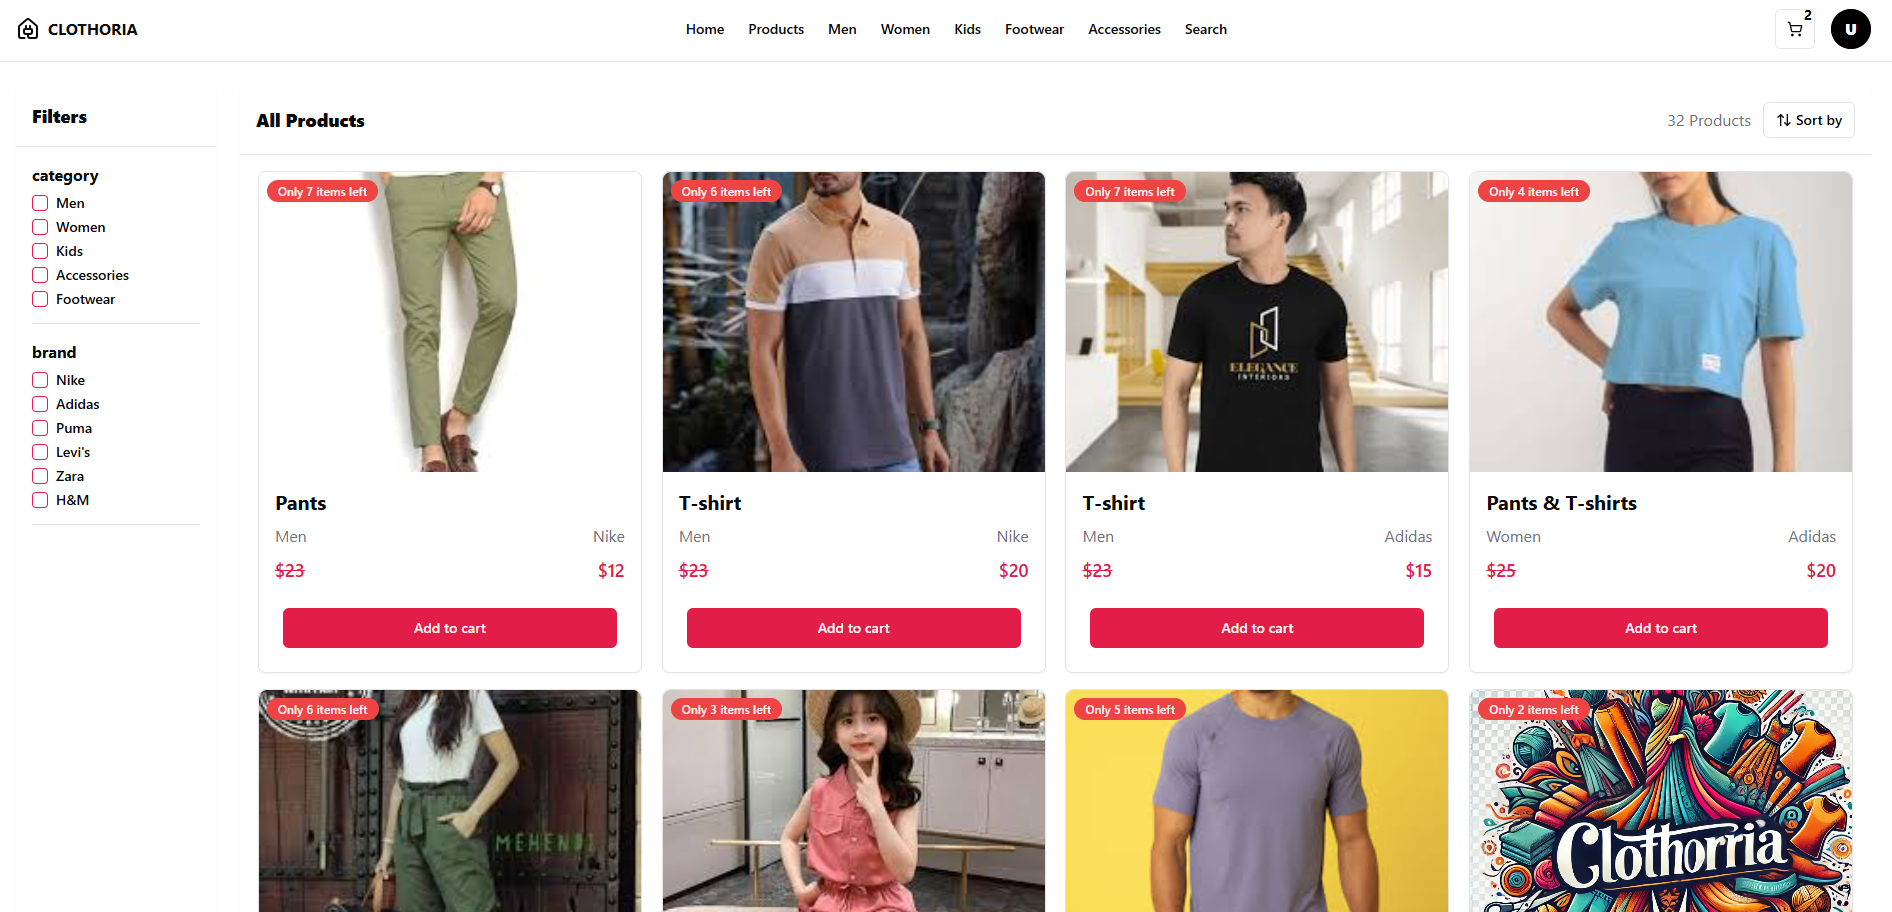 CLOTHORIA
Home Products Men Women Kids Footwear Accessories Search
2
U
Filters
category
Men
Women
Kids
Accessories
Footwear
brand
Nike
Adidas
Puma
Levi's
Zara
H&M
All Products
32 Products
Sort by
Only 7 items left
Pants
Men Nike
$23 $12
Add to cart
Only 6 items left
T-shirt
Men Nike
$23 $20
Add to cart
Only 7 items left
ELEGANCE
INTERIORS
T-shirt
Men Adidas
$23 $15
Add to cart
Only 4 items left
Pants & T-shirts
Women Adidas
$25 $20
Add to cart
Only 6 items left
MEHENDI
Only 3 items left
Only 5 items left
Only 2 items left
Clothorria